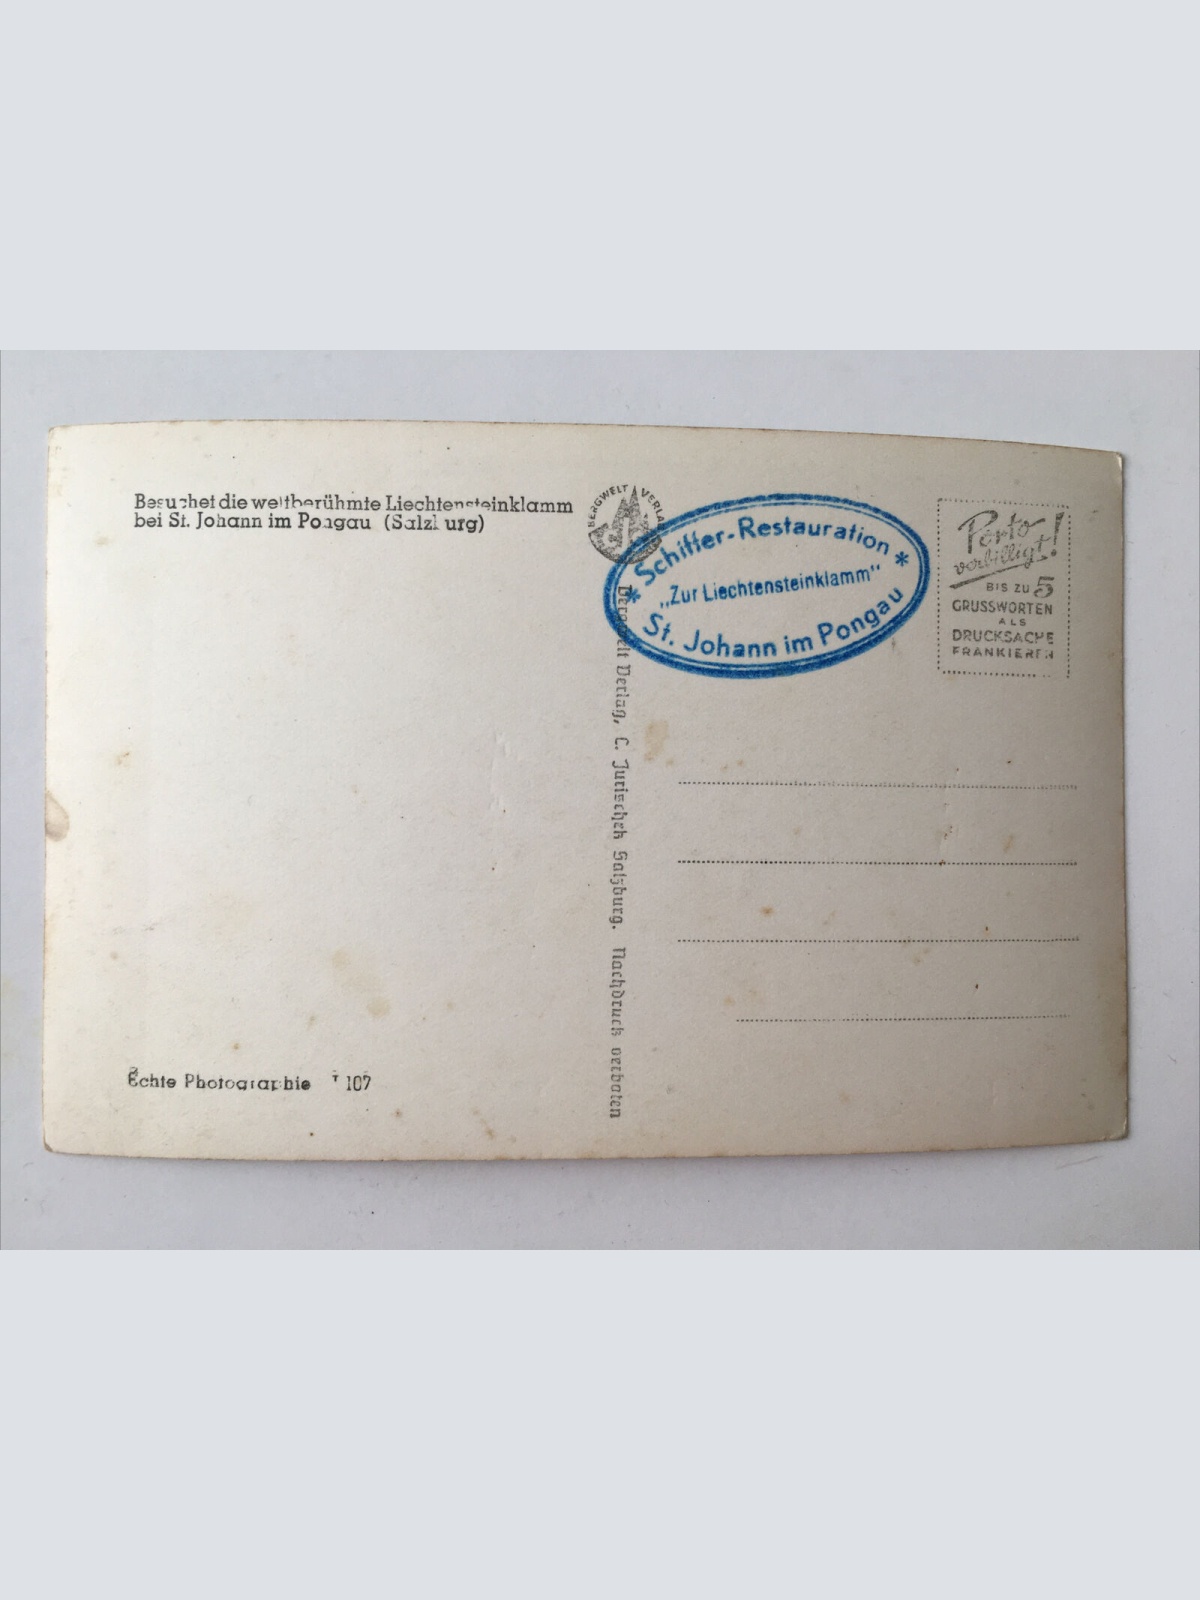 Besuchet die weltberühmte Liechtensteinklamm
bei St. Johann im Pongau (Salzburg)
BERGWELT VERLAG
* Schiffer-Restauration *
„Zur Liechtensteinklamm"
St. Johann im Pongau
Porto
verbilligt!
BIS ZU 5
GRUSSWORTEN
ALS
DRUCKSACHE
FRANKIEREN
Bergwelt Verlag, C. Jurischek Salzburg. Nachdruck verboten
Echte Photographie T 107